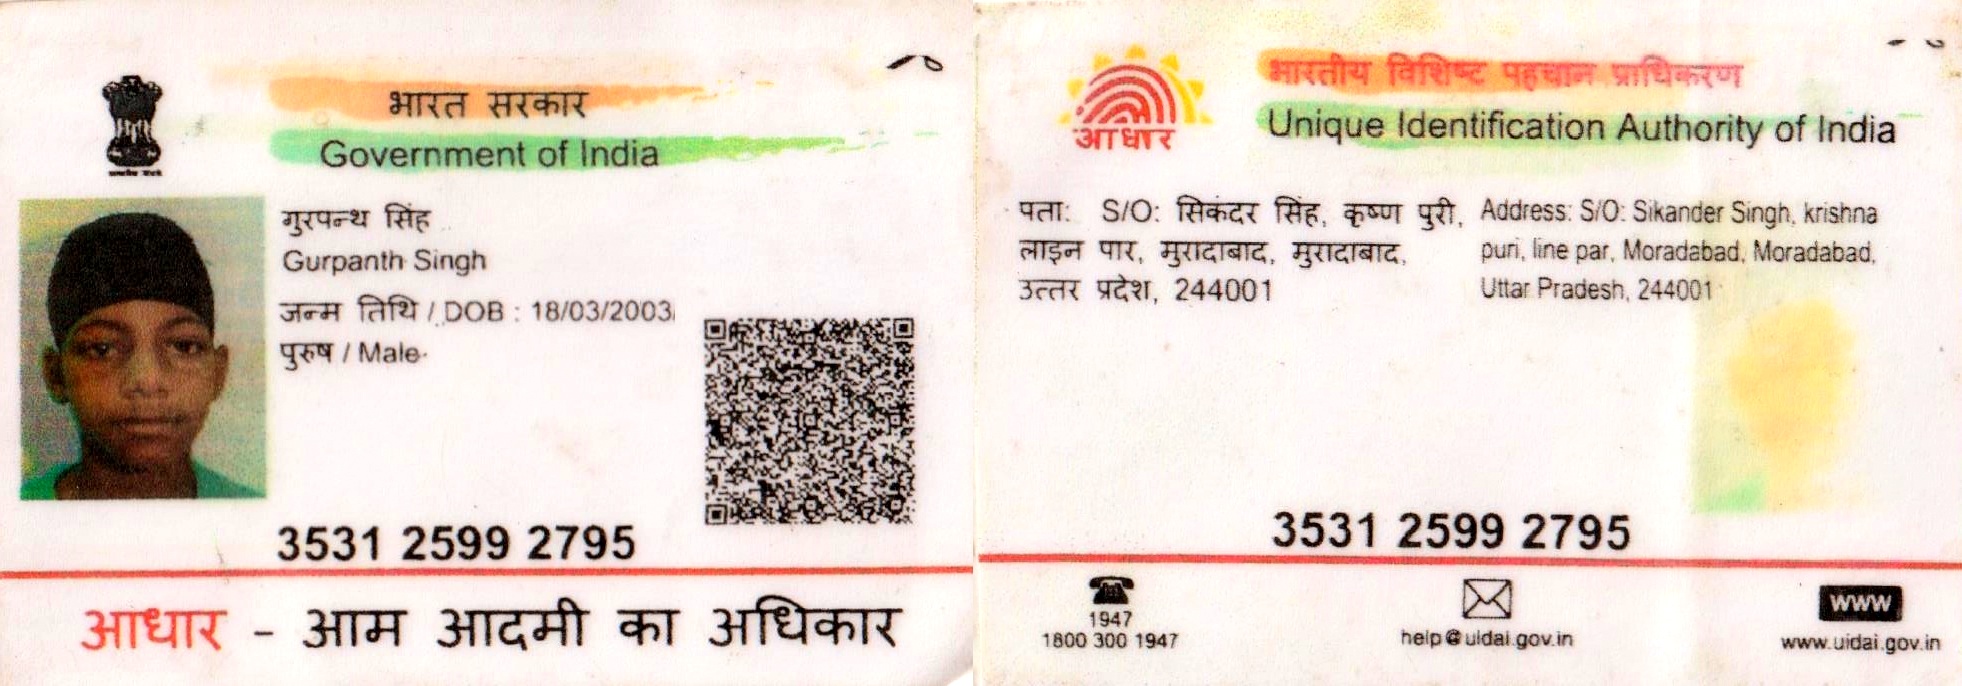 भारत सरकार
Government of India
गुरपन्थ सिंह
Gurpanth Singh
जन्म तिथि / DOB : 18/03/2003
पुरुष / Male
3531 2599 2795
आधार - आम आदमी का अधिकार
भारतीय विशिष्ट पहचान प्राधिकरण
Unique Identification Authority of India
आधार
पता: S/O: सिकंदर सिंह, कृष्ण पुरी,
लाइन पार, मुरादाबाद, मुरादाबाद,
उत्तर प्रदेश, 244001
Address: S/O: Sikander Singh, krishna
puri, line par, Moradabad, Moradabad,
Uttar Pradesh, 244001
3531 2599 2795
1947
1800 300 1947
help@uidai.gov.in
www
www.uidai.gov.in